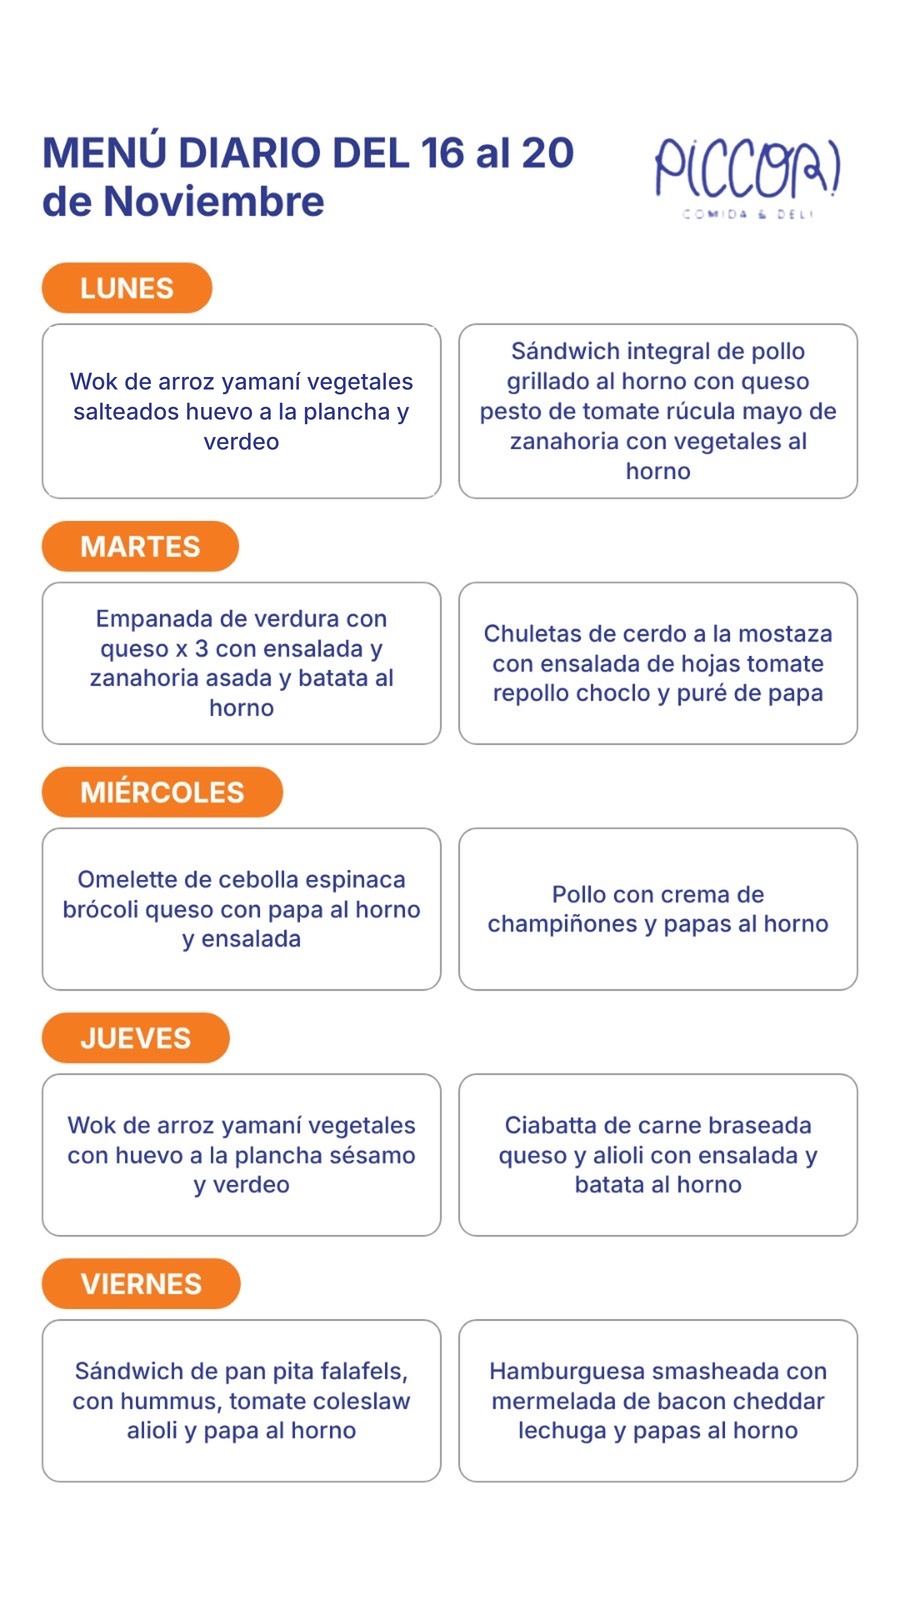 MENÚ DIARIO DEL 16 al 20
de Noviembre
PICCOR!
COMIDA & DELI
LUNES
Wok de arroz yamaní vegetales
salteados huevo a la plancha y
verdeo
Sándwich integral de pollo
grillado al horno con queso
pesto de tomate rúcula mayo de
zanahoria con vegetales al
horno
MARTES
Empanada de verdura con
queso x 3 con ensalada y
zanahoria asada y batata al
horno
Chuletas de cerdo a la mostaza
con ensalada de hojas tomate
repollo choclo y puré de papa
MIÉRCOLES
Omelette de cebolla espinaca
brócoli queso con papa al horno
y ensalada
Pollo con crema de
champiñones y papas al horno
JUEVES
Wok de arroz yamaní vegetales
con huevo a la plancha sésamo
y verdeo
Ciabatta de carne braseada
queso y alioli con ensalada y
batata al horno
VIERNES
Sándwich de pan pita falafels,
con hummus, tomate coleslaw
alioli y papa al horno
Hamburguesa smasheada con
mermelada de bacon cheddar
lechuga y papas al horno